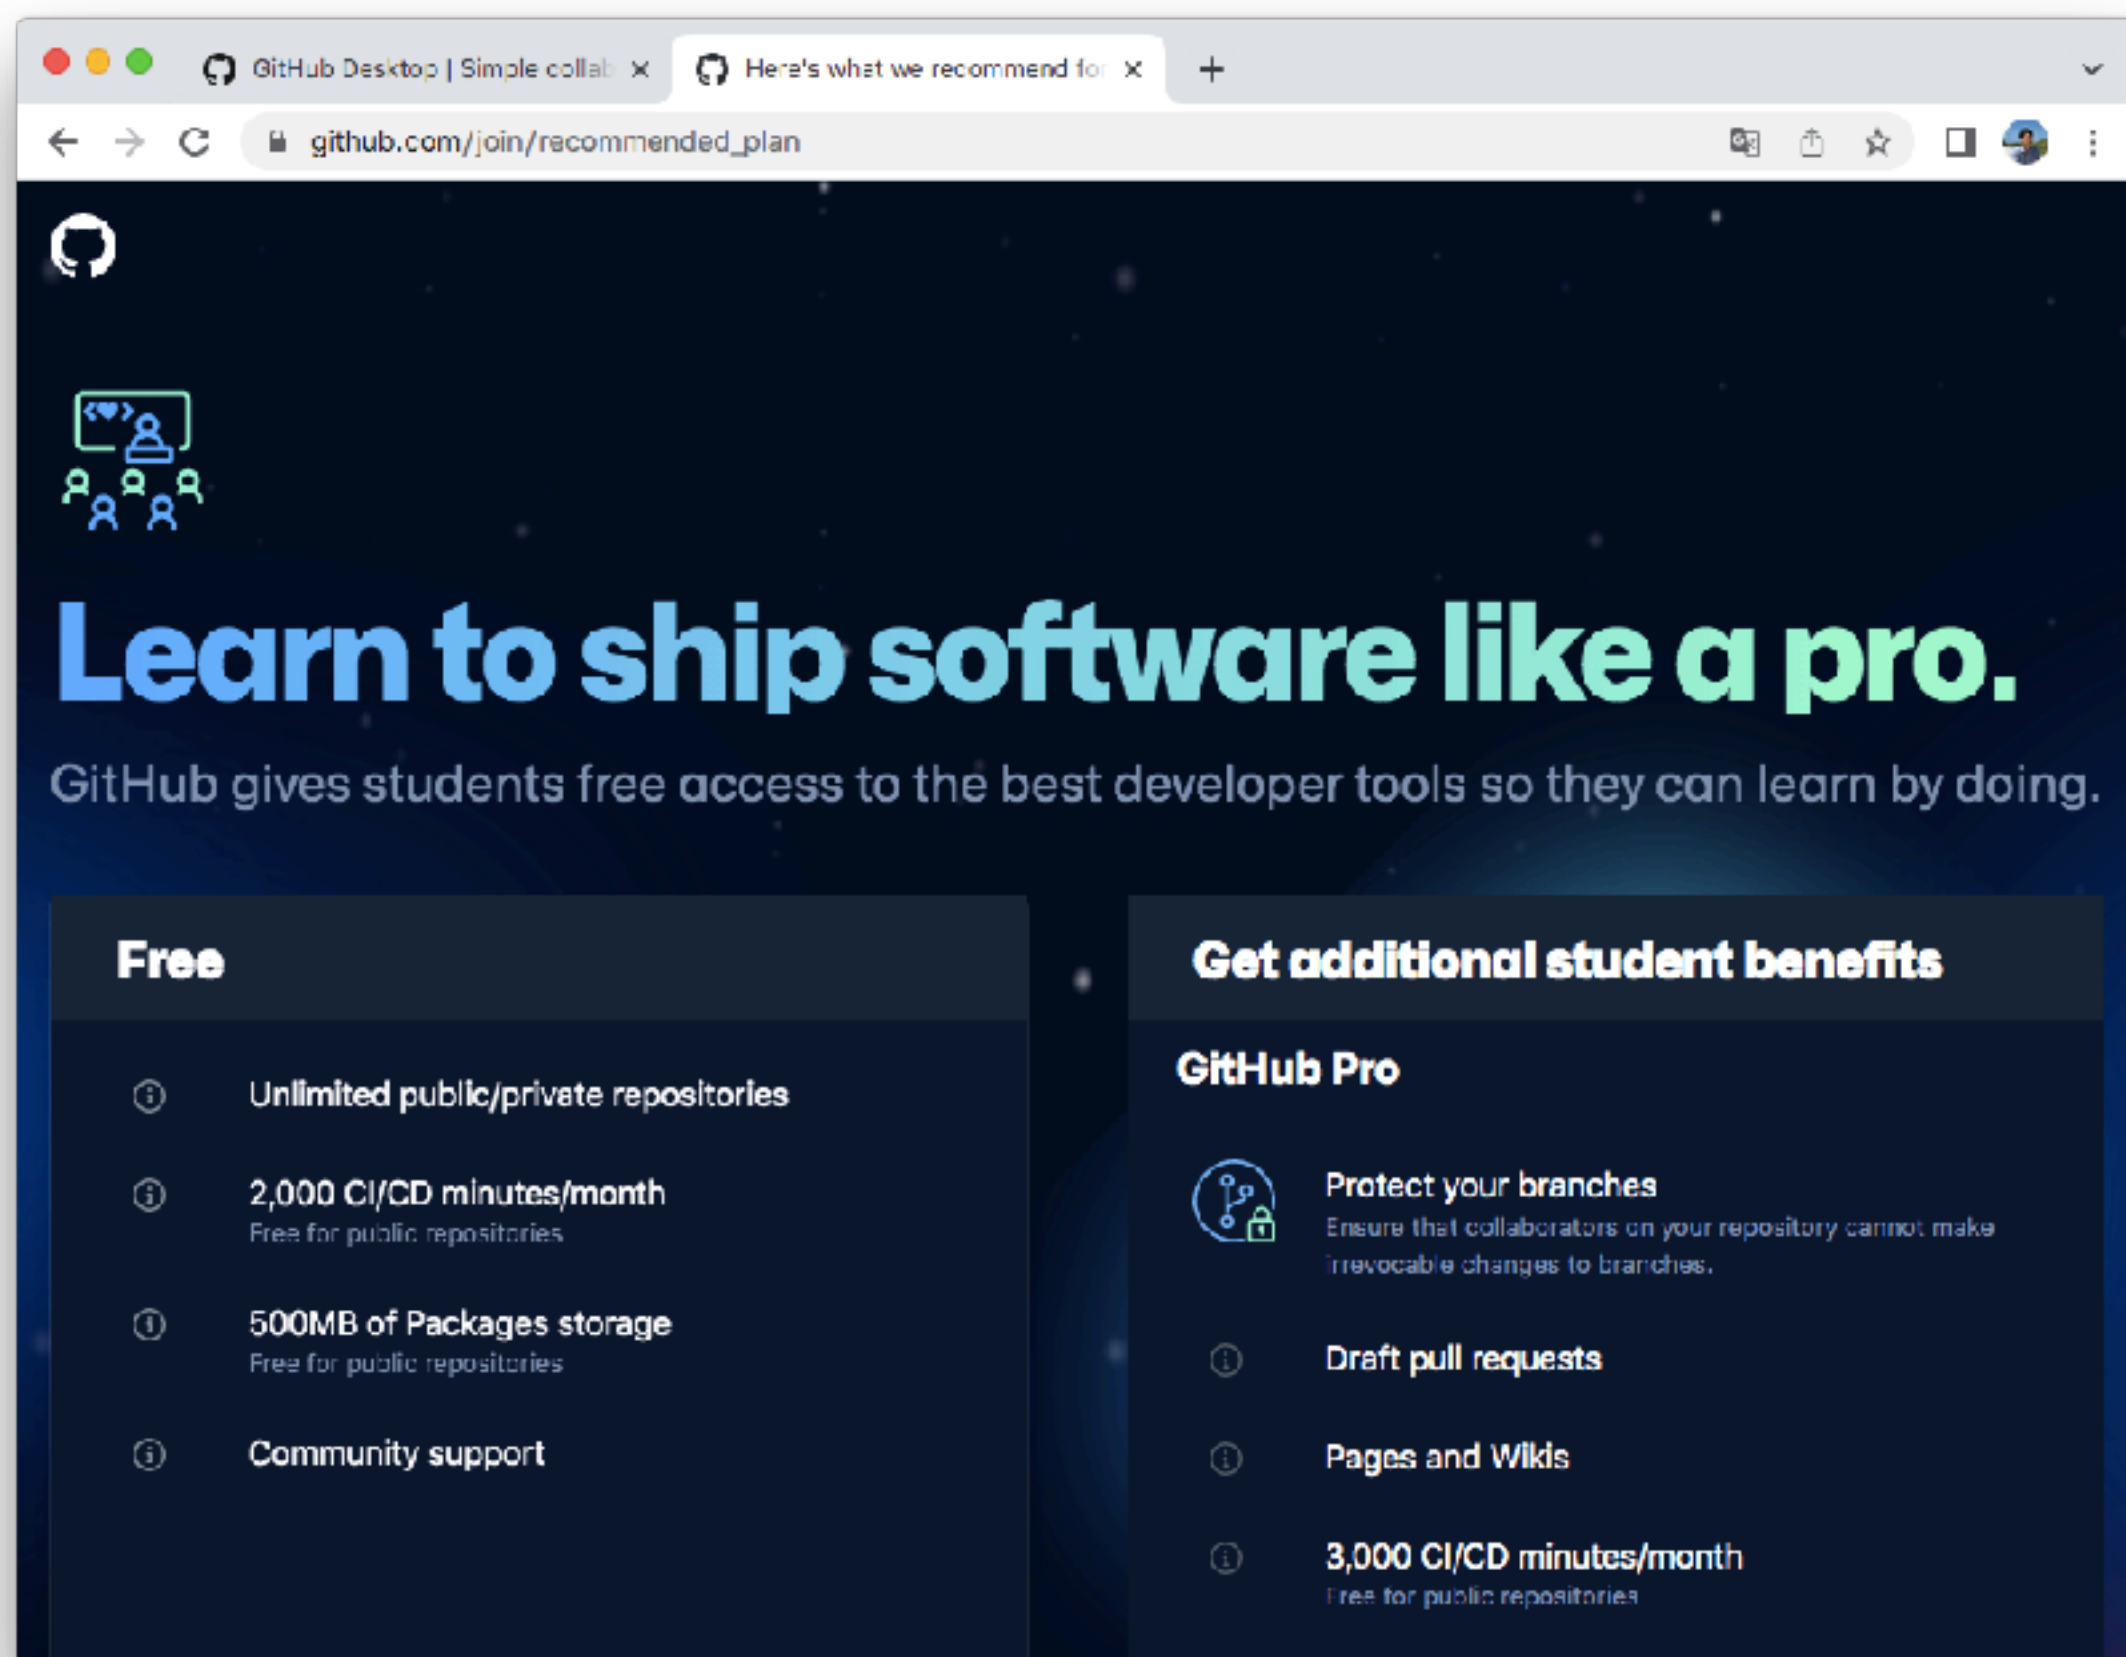 GitHub Desktop | Simple collab
Here's what we recommend for
github.com/join/recommended_plan
Learn to ship software like a pro.
GitHub gives students free access to the best developer tools so they can learn by doing.
Free
Unlimited public/private repositories
2,000 CI/CD minutes/month
Free for public repositories
500MB of Packages storage
Free for public repositories
Community support
Get additional student benefits
GitHub Pro
Protect your branches
Ensure that collaborators on your repository cannot make
irrevocable changes to branches.
Draft pull requests
Pages and Wikis
3,000 CI/CD minutes/month
Free for public repositories